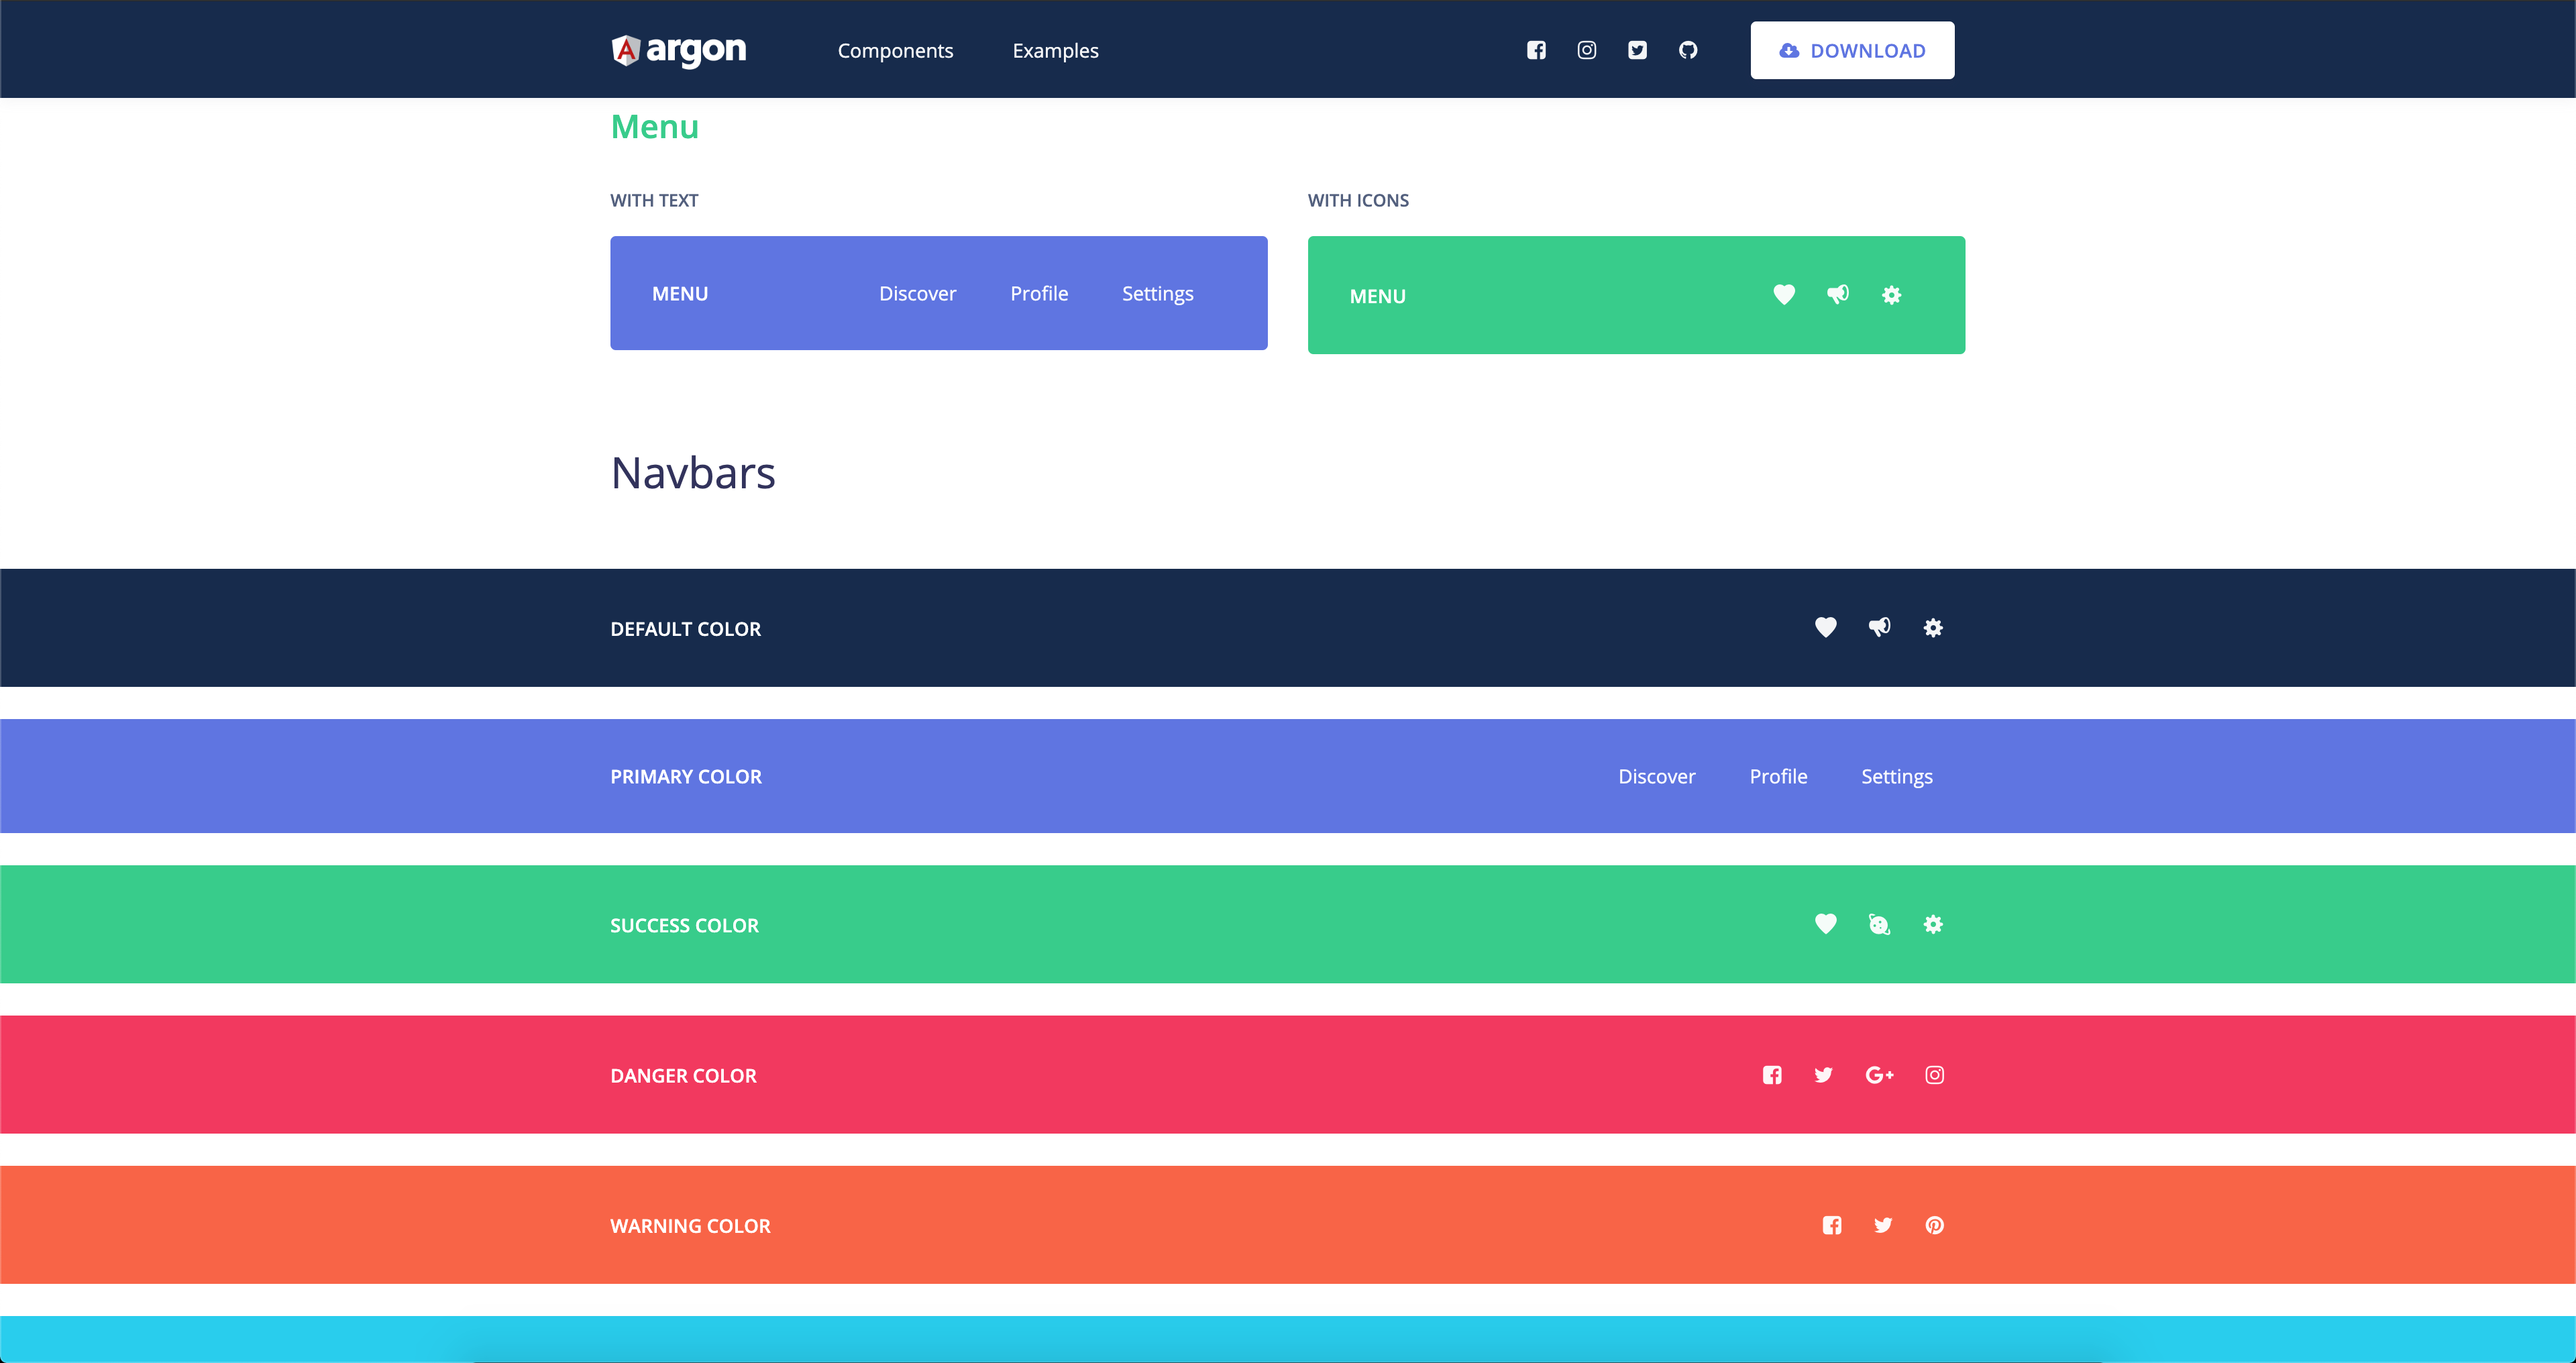 argon Components Examples DOWNLOAD
Menu
WITH TEXT
MENU Discover Profile Settings
WITH ICONS
MENU
Navbars
DEFAULT COLOR
PRIMARY COLOR Discover Profile Settings
SUCCESS COLOR
DANGER COLOR
WARNING COLOR